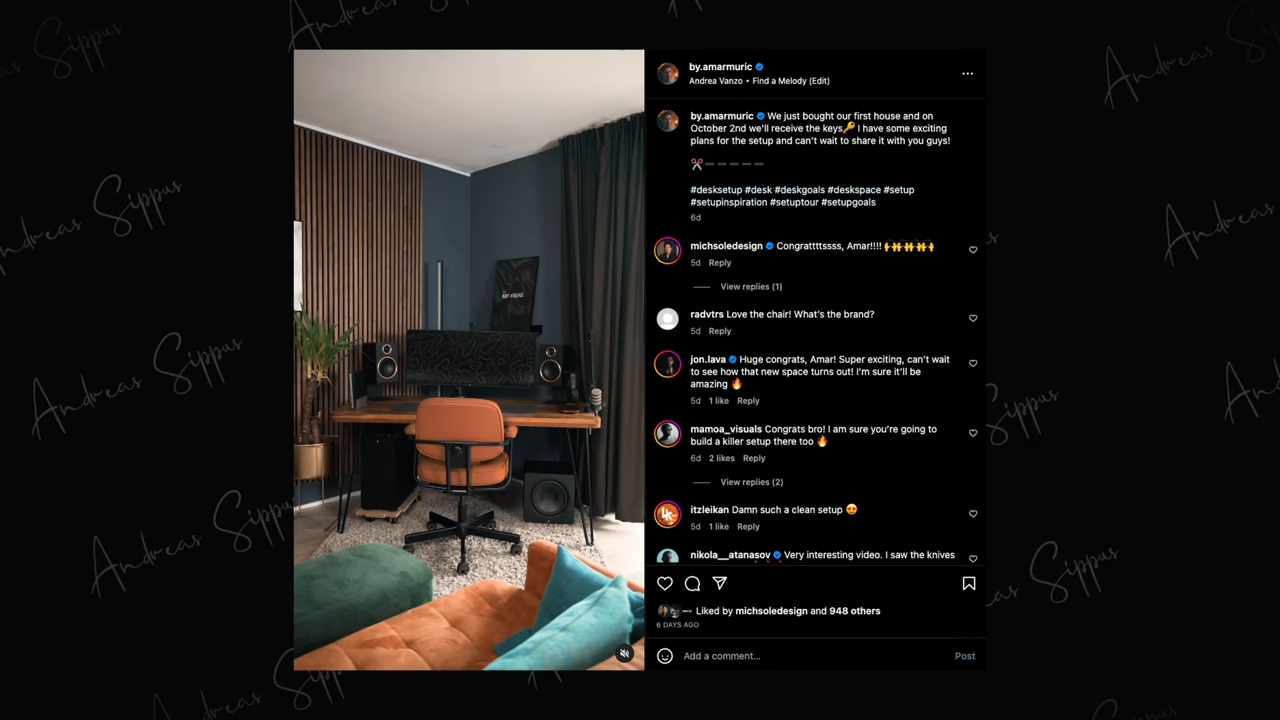 Andreas Sippus
by.amarmuric
Andrea Vanzo • Find a Melody (Edit)
by.amarmuric We just bought our first house and on
October 2nd we'll receive the keys🔑 I have some exciting
plans for the setup and can't wait to share it with you guys!
✂️➖➖➖➖➖
#desksetup #desk #deskgoals #deskspace #setup
#setupinspiration #setuptour #setupgoals
6d
michsoledesign Congrattttssss, Amar!!!! 🙌🙌🙌🙌
5d Reply
View replies (1)
radvtrs Love the chair! What's the brand?
5d Reply
jon.lava Huge congrats, Amar! Super exciting, can't wait
to see how that new space turns out! I'm sure it'll be
amazing 🔥
5d 1 like Reply
mamoa_visuals Congrats bro! I am sure you're going to
build a killer setup there too 🔥
6d 2 likes Reply
View replies (2)
itzleikan Damn such a clean setup 😍
5d 1 like Reply
nikola__atanasov Very interesting video. I saw the knives
Liked by michsoledesign and 948 others
6 DAYS AGO
Add a comment... Post